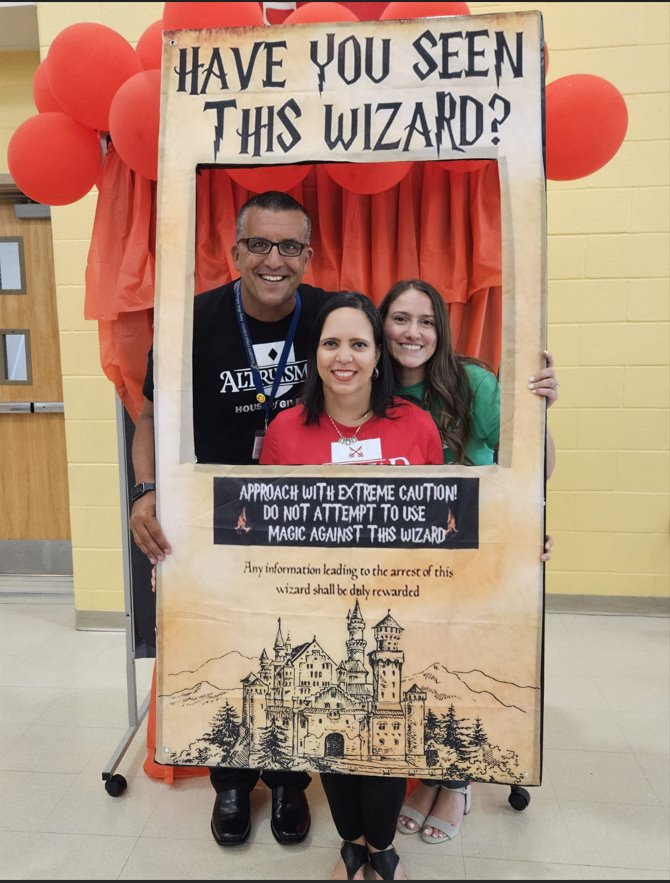 HAVE YOU SEEN
THIS WIZARD?
ALTRUISM
HOUSE of
APPROACH WITH EXTREME CAUTION!
DO NOT ATTEMPT TO USE
MAGIC AGAINST THIS WIZARD
Any information leading to the arrest of this
wizard shall be duly rewarded